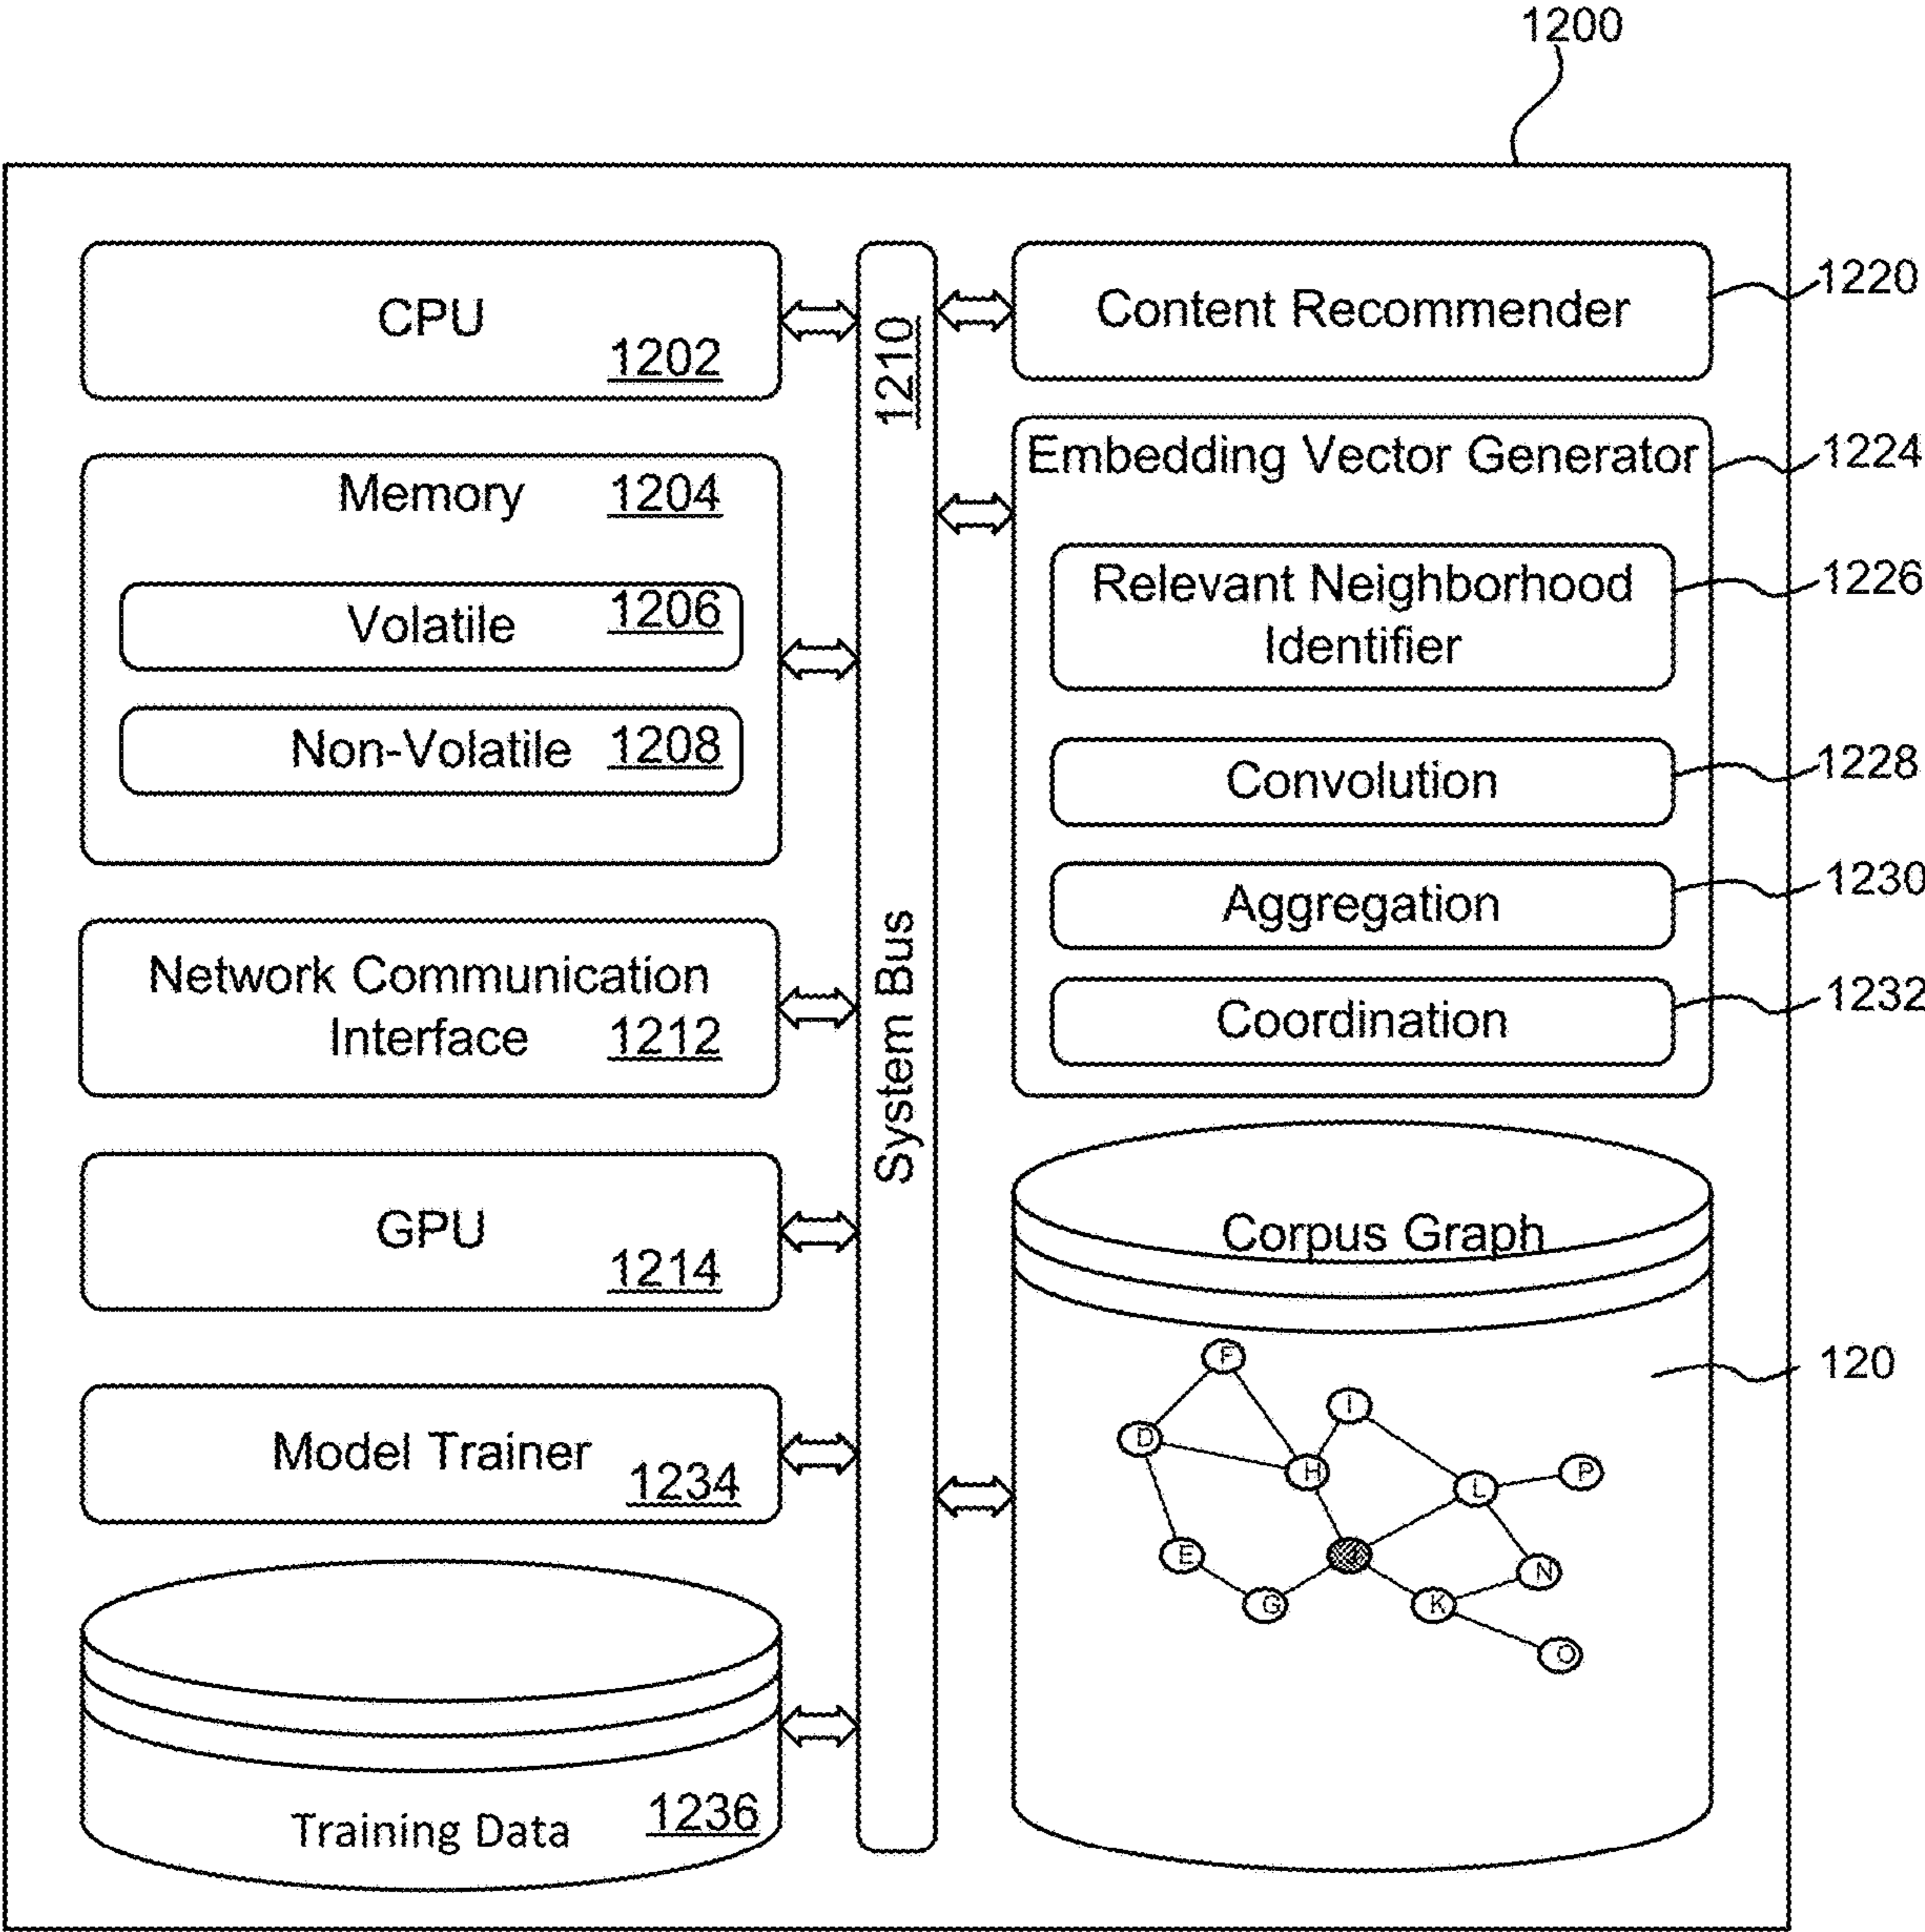 1200
CPU
1202
Memory 1204
Volatile 1206
Non-Volatile 1208
Network Communication
Interface 1212
GPU
1214
Model Trainer
1234
Training Data 1236
1210
System Bus
Content Recommender
1220
Embedding Vector Generator
1224
Relevant Neighborhood
Identifier
1226
Convolution
1228
Aggregation
1230
Coordination
1232
Corpus Graph
120
F
I
D
H
L
P
E
N
G
K
O